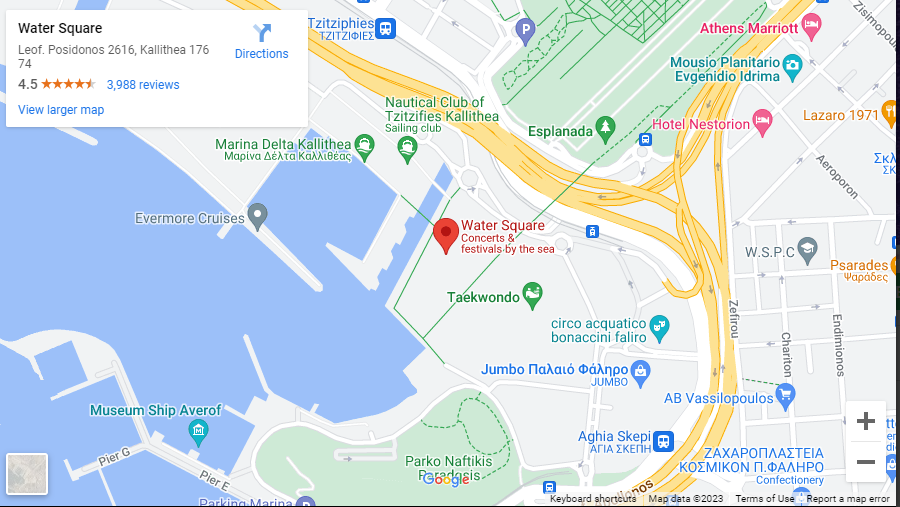 Water Square
Leof. Posidonos 2616, Kallithea 176
74
Directions
4.5
3,988 reviews
View larger map
Tzitziphies
ΤΖΙΤΖΙΦΙΕΣ
P
Athens Marriott
Zisimopoulou
Mousio Planitario
Evgenidio Idrima
Nautical Club of
Tzitzifies Kallithea
Sailing club
Lazaro 1971
Hotel Nestorion
Esplanada
Marina Delta Kallithea
Μαρίνα Δέλτα Καλλιθέας
Aeroporon
Evermore Cruises
Water Square
Concerts &
festivals by the sea
W.S.P.C
Psarades
Ψαράδες
Taekwondo
Zefirou
Chariton
Endimionos
circo acquatico
bonaccini faliro
Jumbo Παλαιό Φάληρο
JUMBO
AB Vassilopoulos
Museum Ship Averof
Aghia Skepi
ΑΓΙΑ ΣΚΕΠΗ
ΖΑΧΑΡΟΠΛΑΣΤΕΙΑ
ΚΟΣΜΙΚΟΝ Π.ΦΑΛΗΡΟ
Confectionery
Pier G
Pier E
Parko Naftikis
Google
Parking-Marina
Keyboard shortcuts
Map data ©2023
Terms of Use
Report a map error